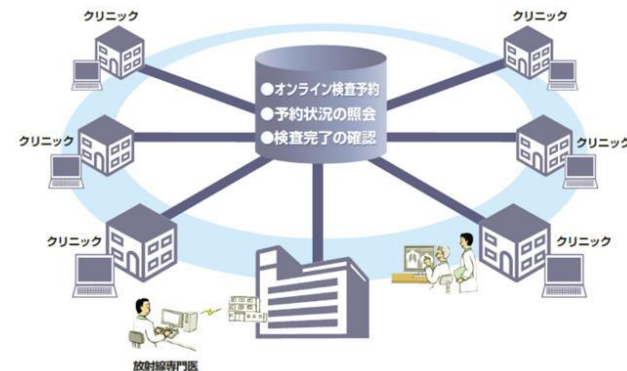 クリニック
クリニック
●オンライン検査予約
●予約状況の照会
●検査完了の確認
クリニック
クリニック
クリニック
クリニック
放射線専門医